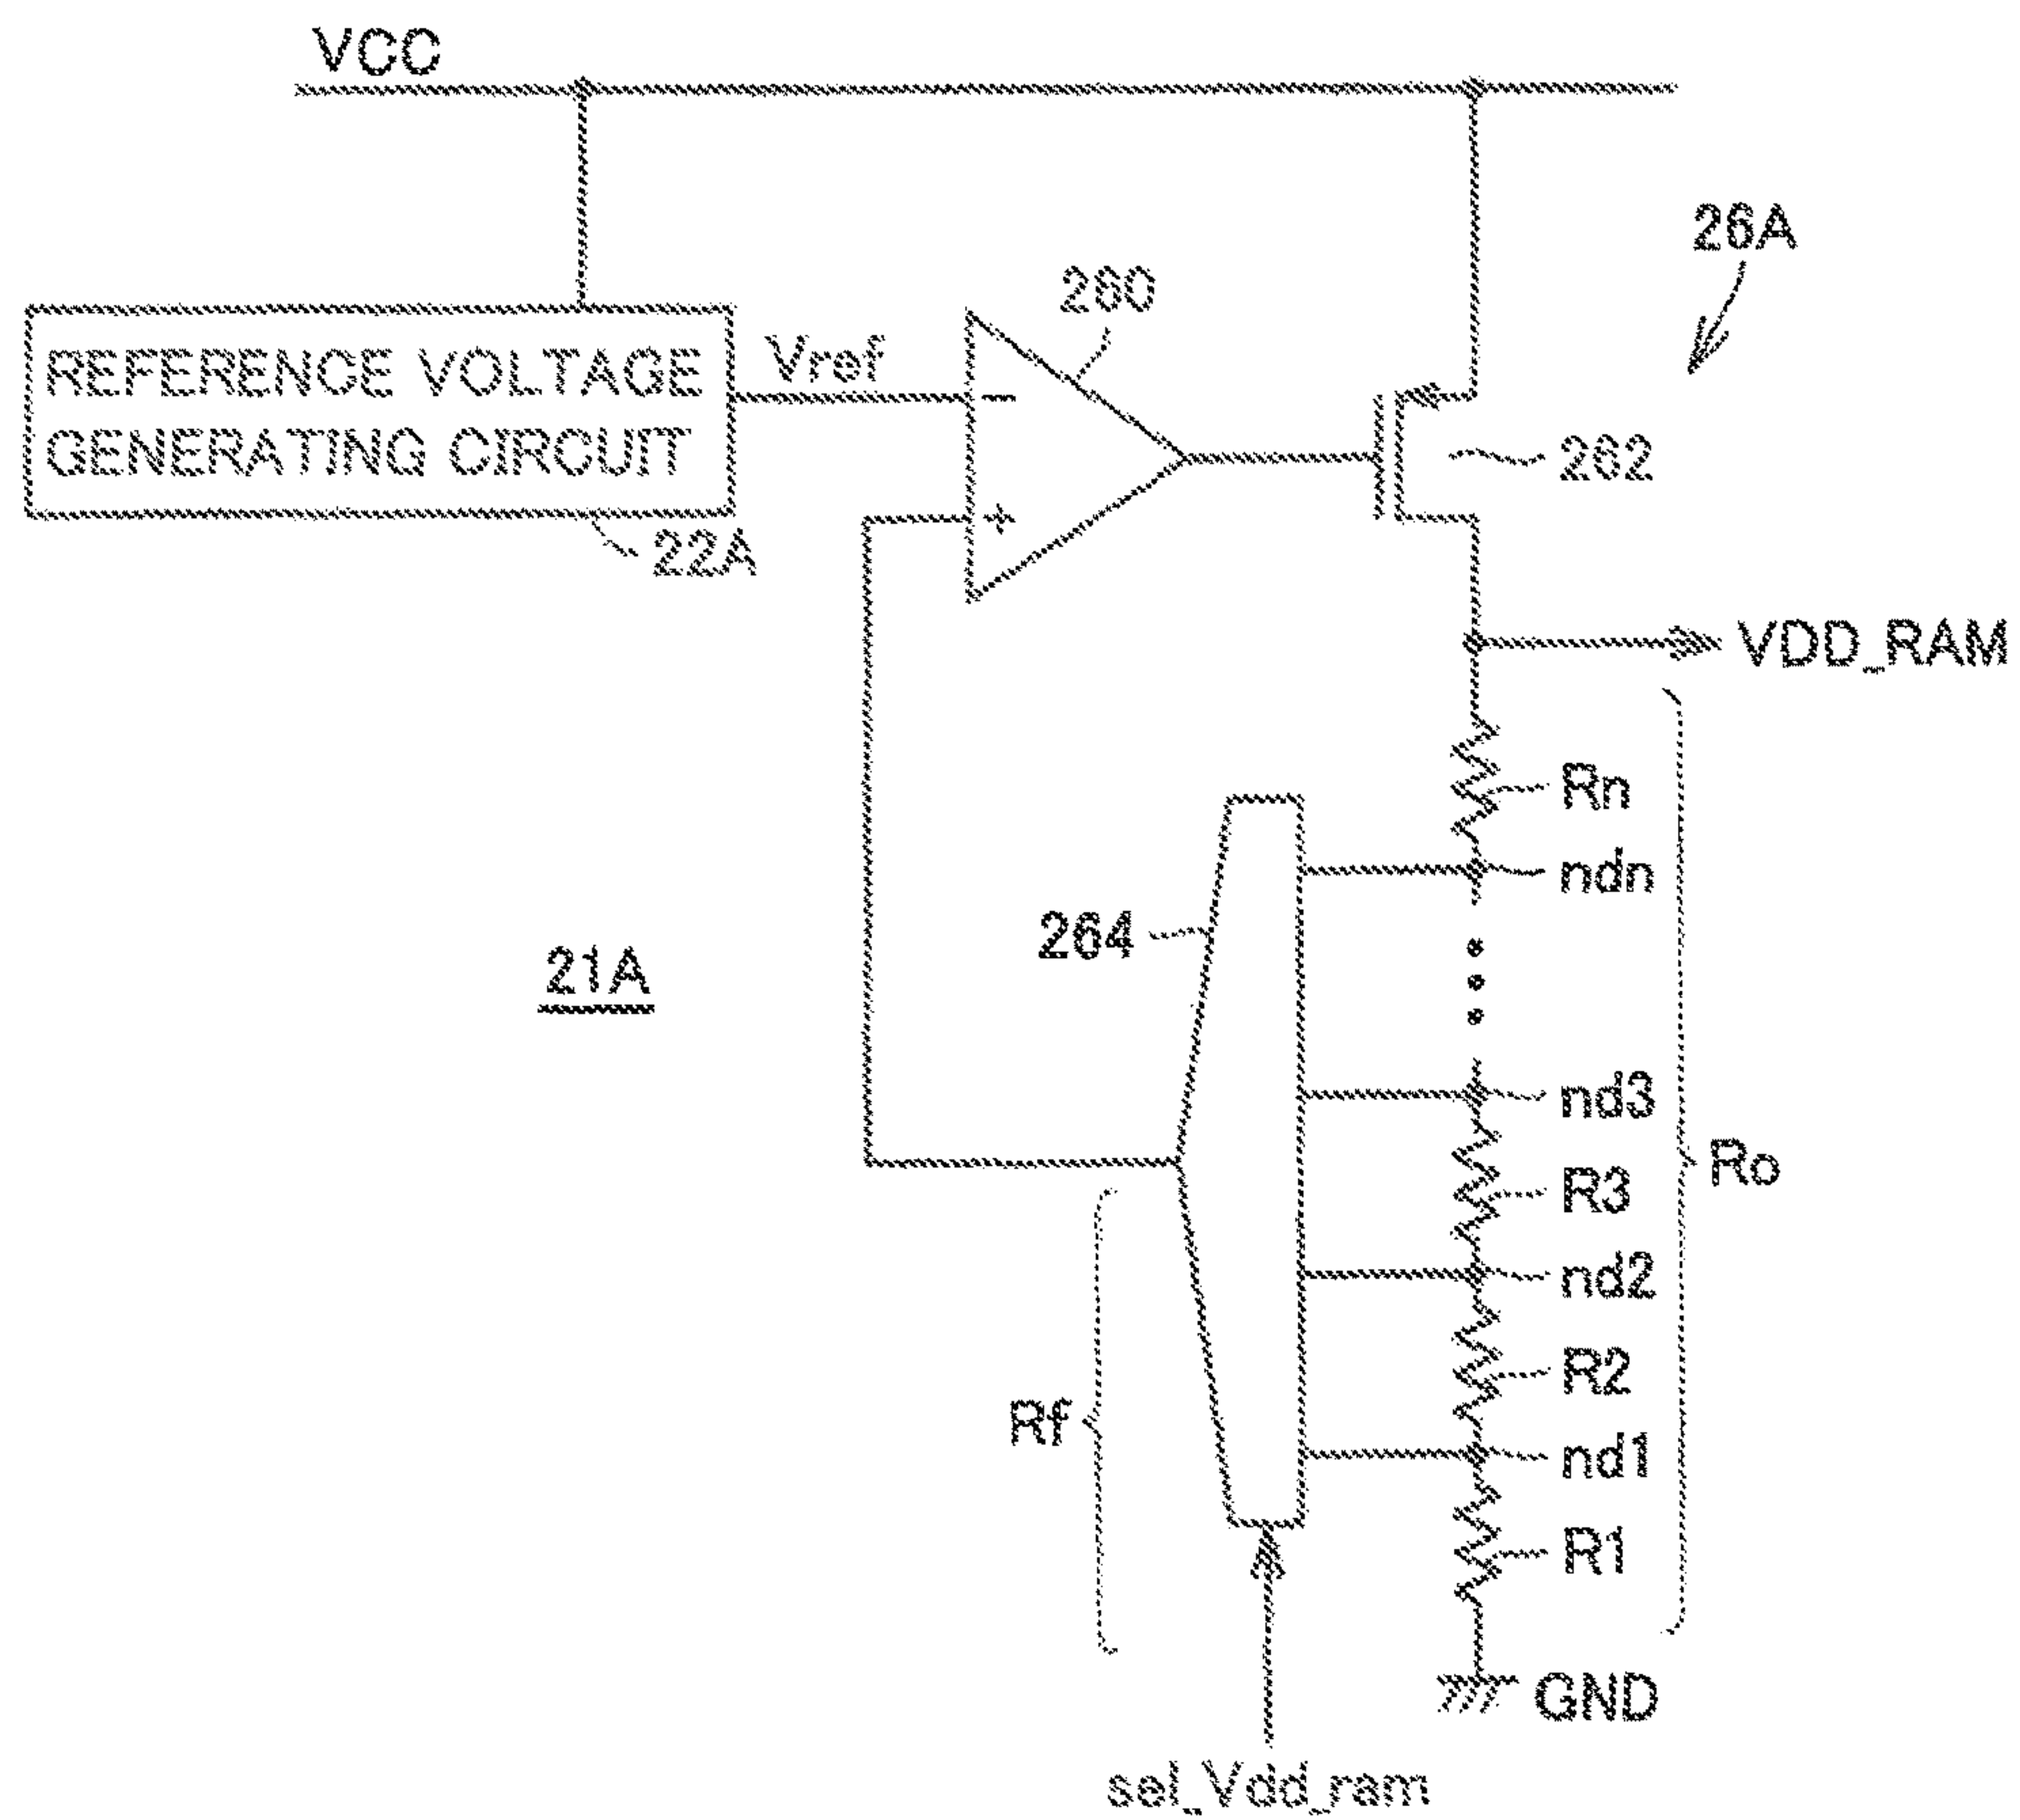 VCC
26A
260
REFERENCE VOLTAGE
GENERATING CIRCUIT
Vref
−
+
262
22A
VDD_RAM
Rn
ndn
264
21A
nd3
Ro
R3
nd2
R2
Rf
nd1
R1
GND
sel_Vdd_ram